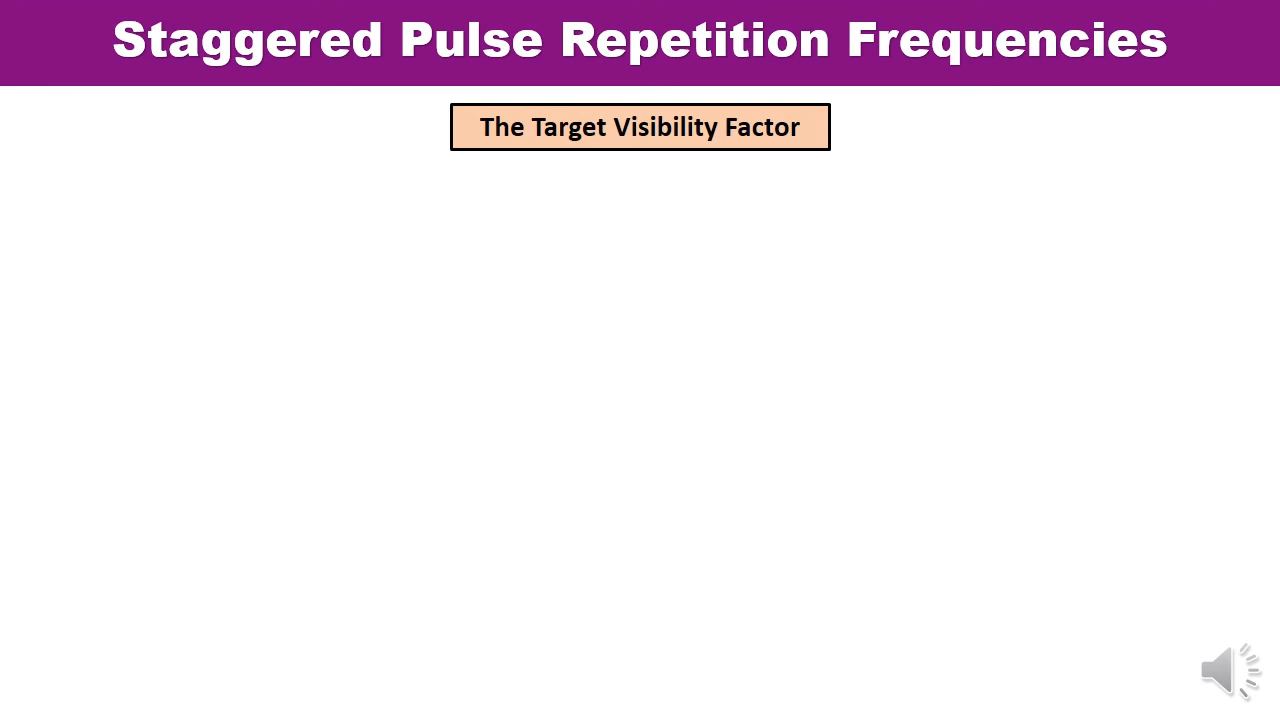 Staggered Pulse Repetition Frequencies
The Target Visibility Factor